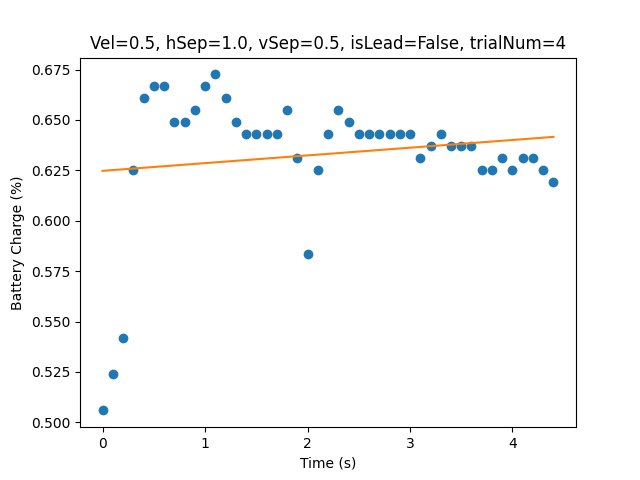 Vel=0.5, hSep=1.0, vSep=0.5, isLead=False, trialNum=4
0.675
0.650
0.625
0.600
0.575
0.550
0.525
0.500
Battery Charge (%)
0 1 2 3 4
Time (s)